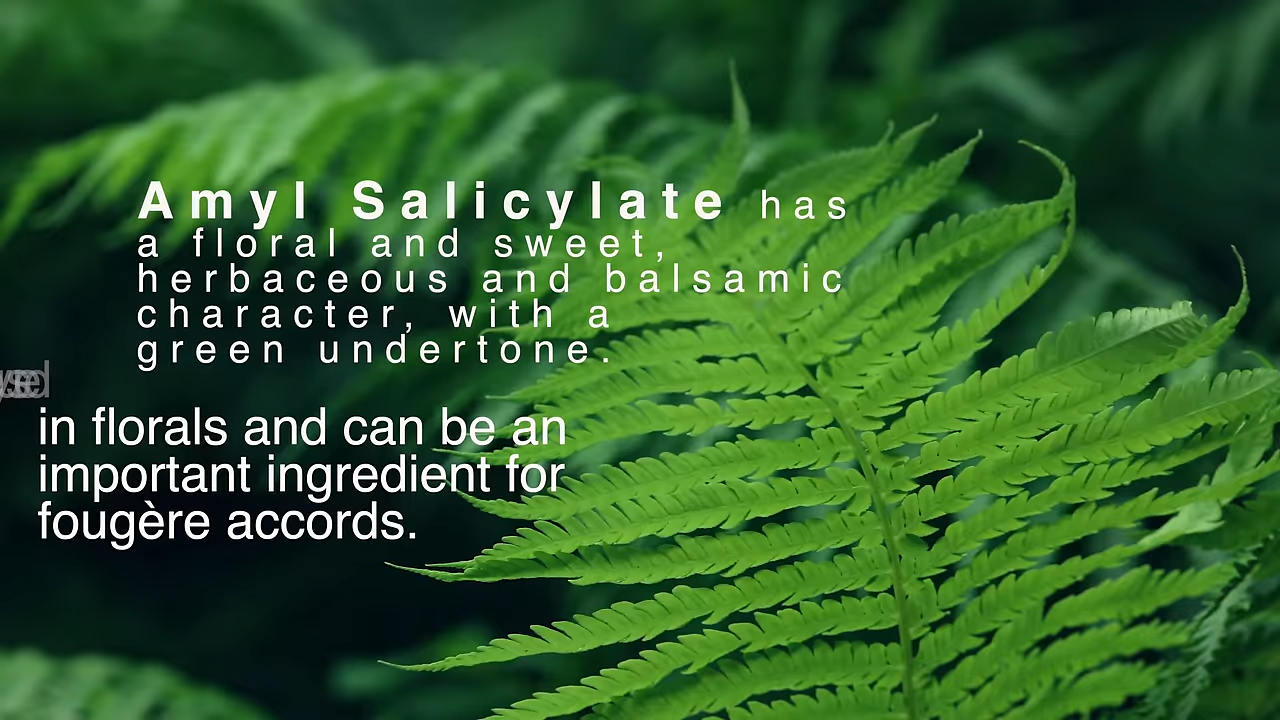 Amyl Salicylate has
a floral and sweet,
herbaceous and balsamic
character, with a
green undertone.
in florals and can be an
important ingredient for
fougère accords.